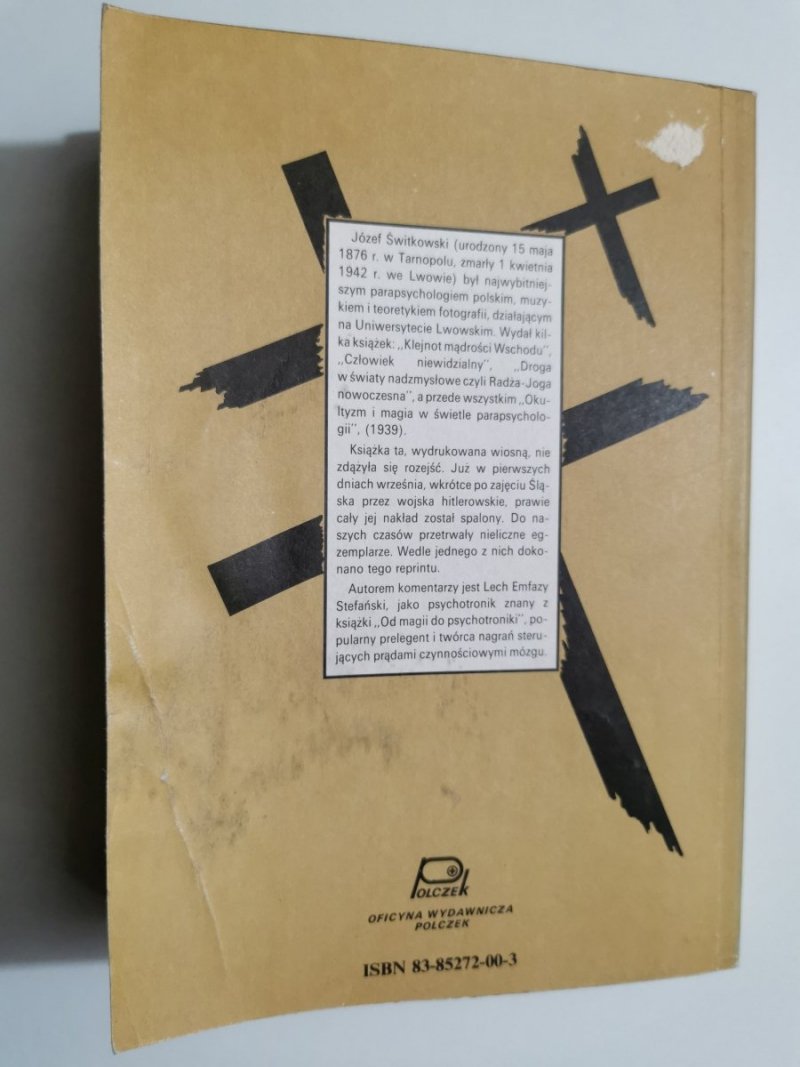 Józef Świtkowski (urodzony 15 maja
1876 r. w Tarnopolu, zmarły 1 kwietnia
1942 r. we Lwowie) był najwybitniej-
szym parapsychologiem polskim, muzy-
kiem i teoretykiem fotografii, działającym
na Uniwersytecie Lwowskim. Wydał kil-
ka książek: „Klejnot mądrości Wschodu",
„Człowiek niewidzialny", „Droga
w światy nadzmysłowe czyli Radża-Joga
nowoczesna", a przede wszystkim „Oku-
ltyzm i magia w świetle parapsycholo-
gii", (1939).
Książka ta, wydrukowana wiosną, nie
zdążyła się rozejść. Już w pierwszych
dniach września, wkrótce po zajęciu Ślą-
ska przez wojska hitlerowskie, prawie
cały jej nakład został spalony. Do na-
szych czasów przetrwały nieliczne eg-
zemplarze. Wedle jednego z nich doko-
nano tego reprintu.
Autorem komentarzy jest Lech Emfazy
Stefański, jako psychotronik znany z
książki „Od magii do psychotroniki", po-
pularny prelegent i twórca nagrań steru-
jących prądami czynnościowymi mózgu.
POLCZEK
OFICYNA WYDAWNICZA
POLCZEK
ISBN 83-85272-00-3